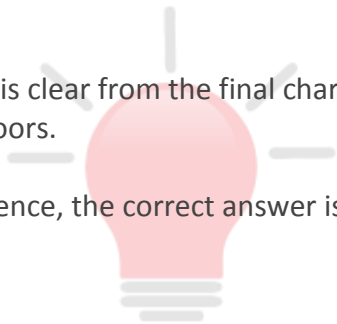 is clear from the final char
oors.
ence, the correct answer is